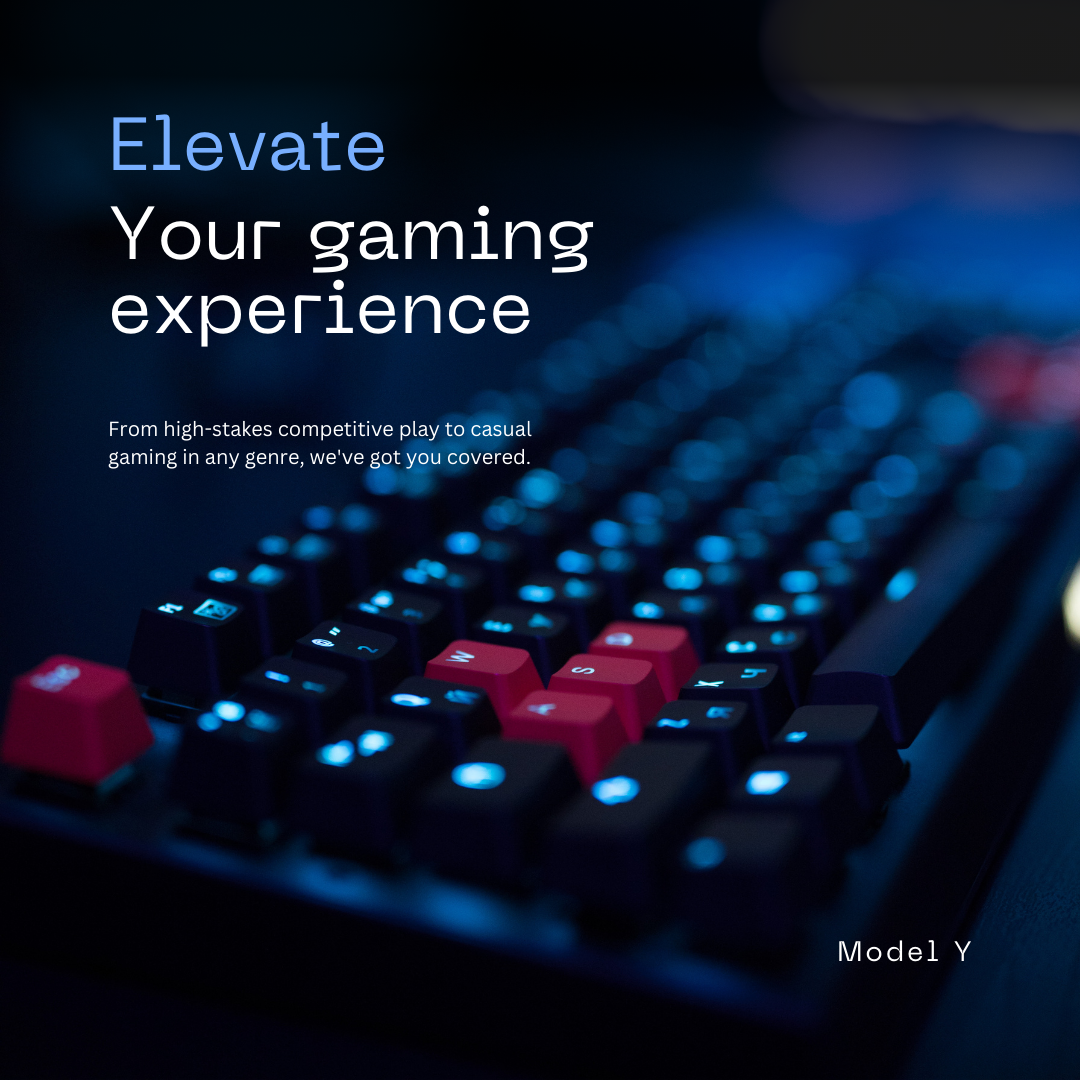 Elevate
Your gaming
experience
From high-stakes competitive play to casual
gaming in any genre, we've got you covered.
W
S
A
X
Z
Model Y